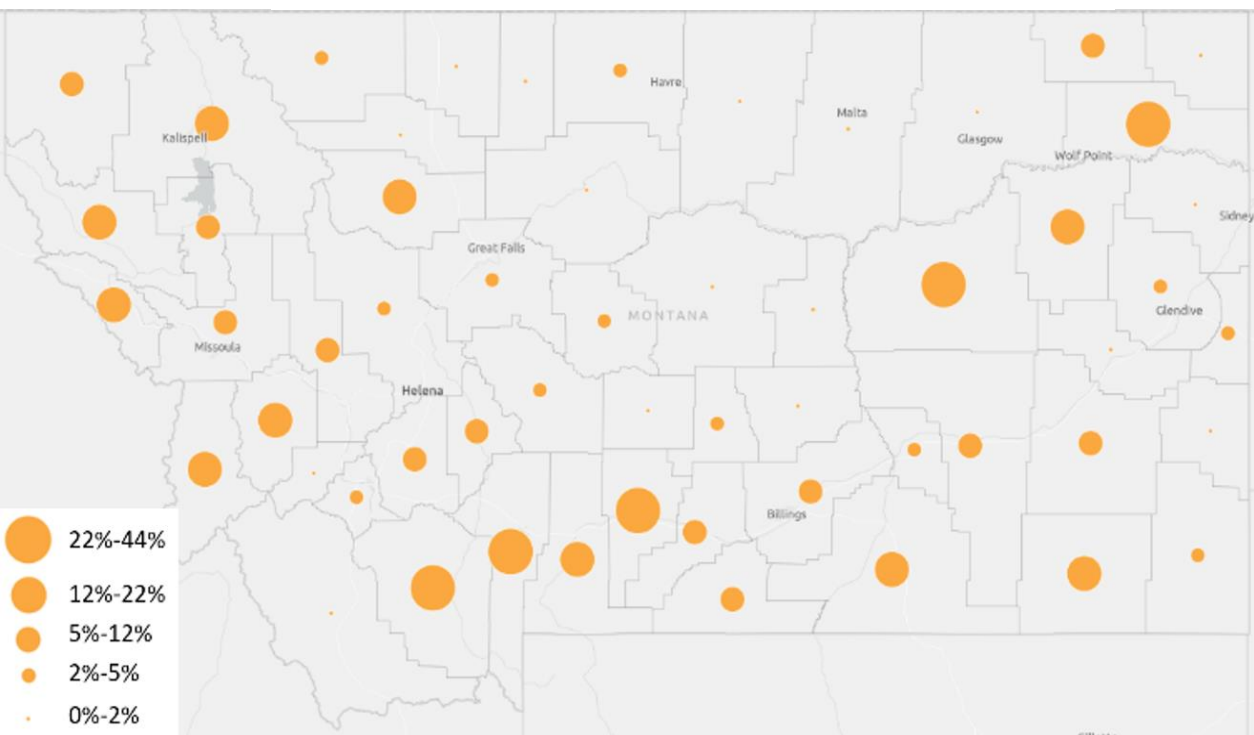 Havre
Malta
Kalispell
Glasgow
Wolf Point
Sidney
Great Falls
MONTANA
Glendive
Missoula
Helena
Billings
22%-44%
12%-22%
5%-12%
2%-5%
0%-2%